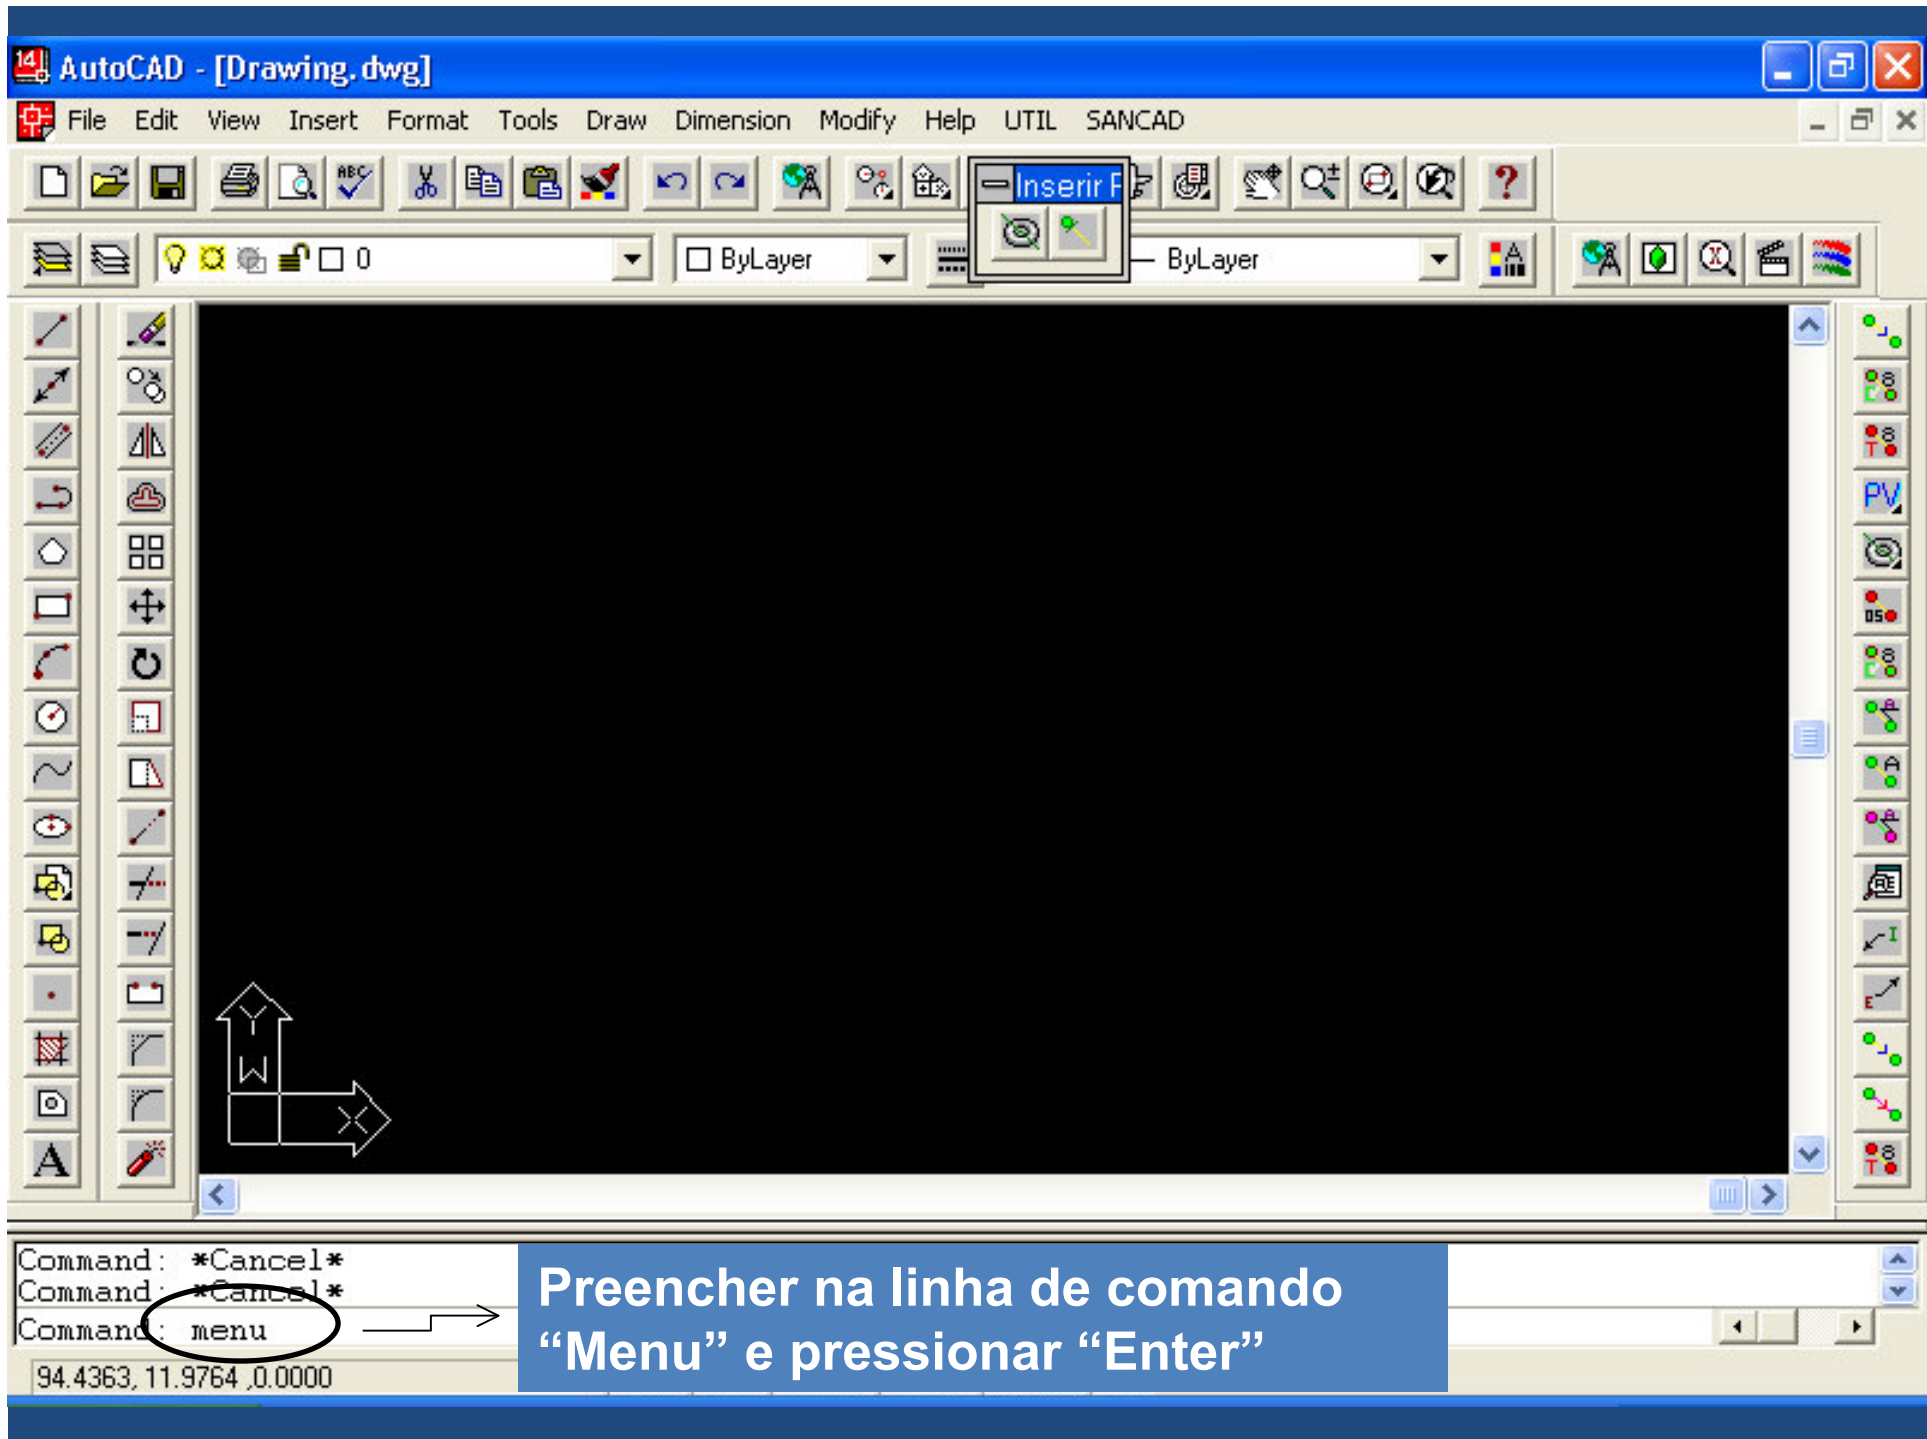 AutoCAD - [Drawing.dwg]
File Edit View Insert Format Tools Draw Dimension Modify Help UTIL SANCAD
ABC
Inserir
0
ByLayer
ByLayer
PV
DS
Y
W
X
A
Command: *Cancel*
Command: *Cancel*
Command: menu
Preencher na linha de comando
“Menu” e pressionar “Enter”
94.4363, 11.9764 ,0.0000